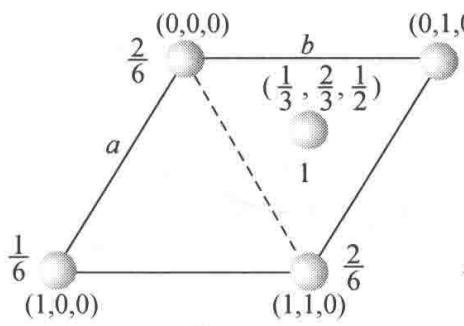 (0,0,0)
2/6
b
(0,1,0
(1/3, 2/3, 1/2)
a
1
1/6
2/6
(1,0,0)
(1,1,0)